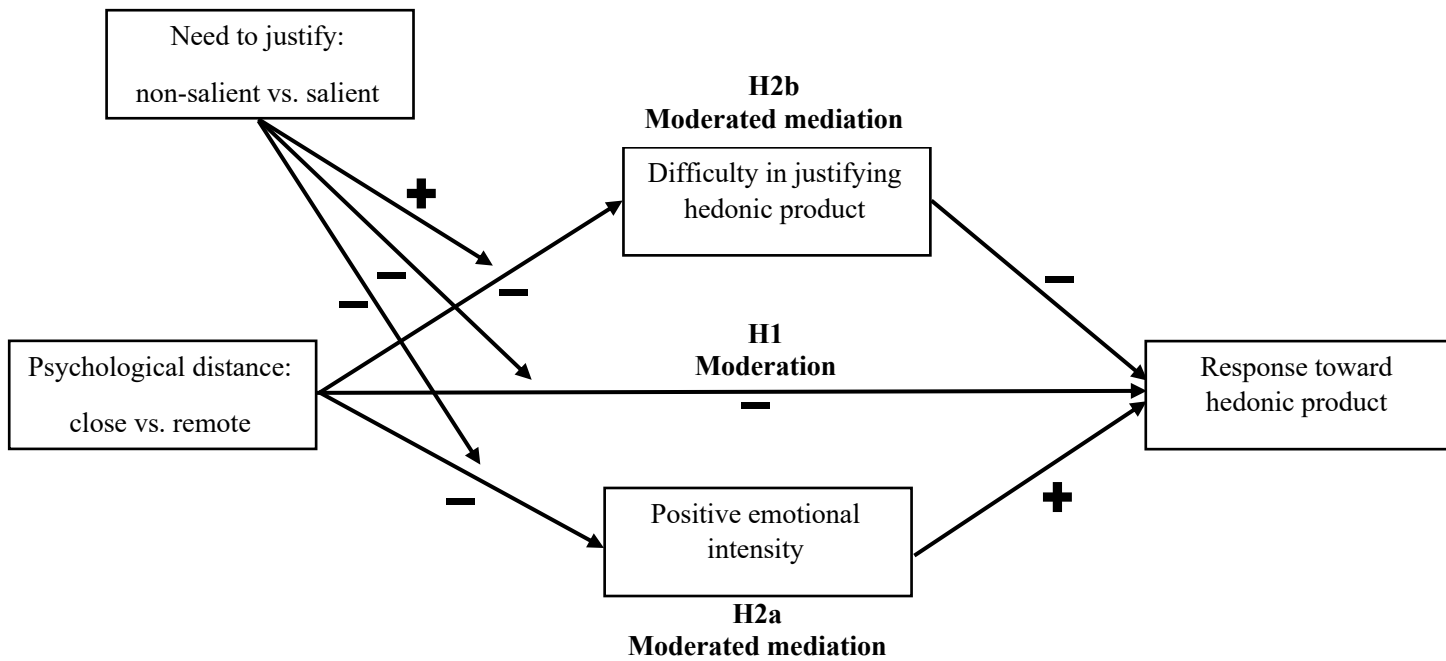 Need to justify:
non-salient vs. salient
H2b
Moderated mediation
Difficulty in justifying
hedonic product
+
−
−
−
−
Psychological distance:
close vs. remote
H1
Moderation
−
Response toward
hedonic product
−
Positive emotional
intensity
+
H2a
Moderated mediation